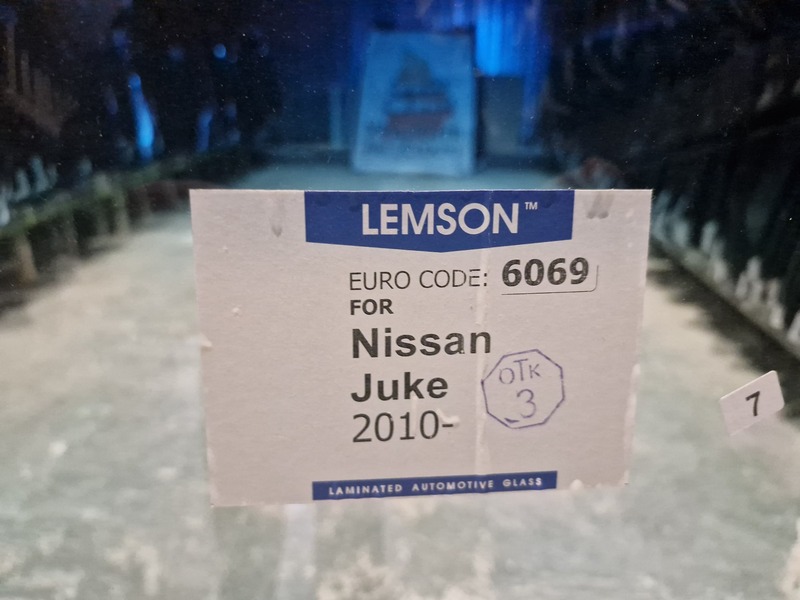 LEMSON™
EURO CODE: 6069
FOR
Nissan
Juke
2010-
ОТК
3
LAMINATED AUTOMOTIVE GLASS
7